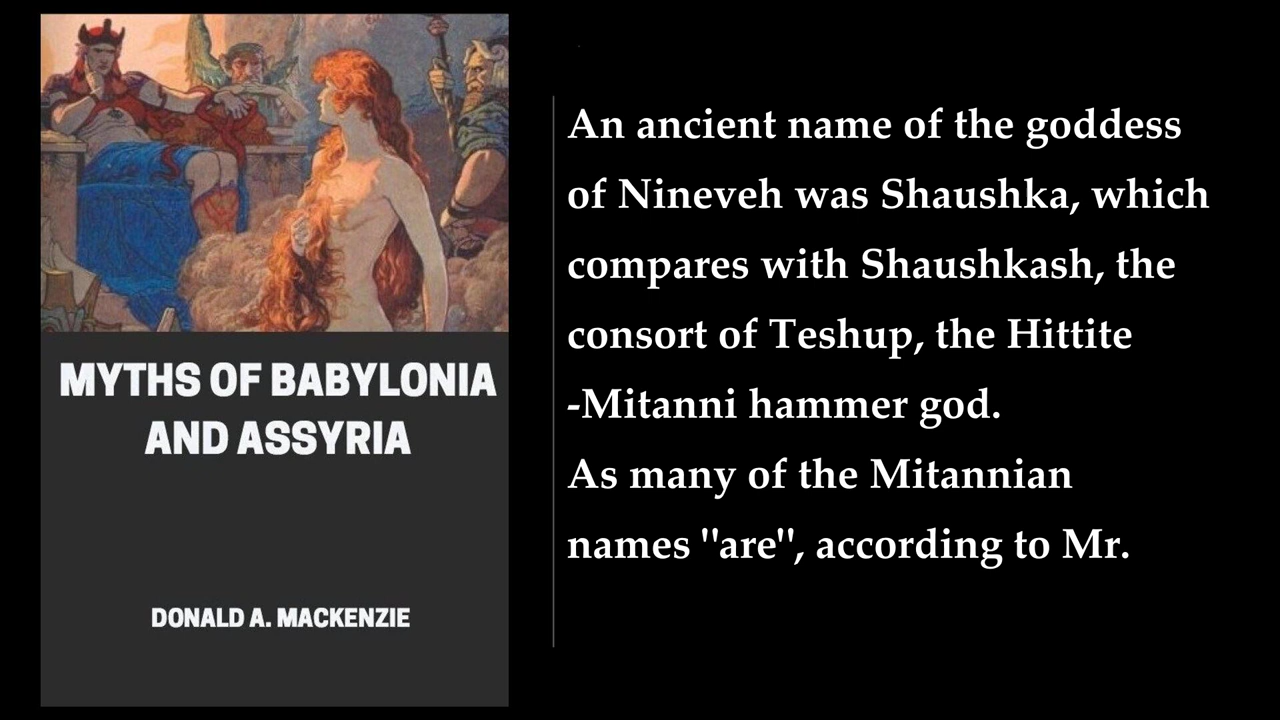 MYTHS OF BABYLONIA
AND ASSYRIA
DONALD A. MACKENZIE
An ancient name of the goddess
of Nineveh was Shaushka, which
compares with Shaushkash, the
consort of Teshup, the Hittite
-Mitanni hammer god.
As many of the Mitannian
names "are", according to Mr.